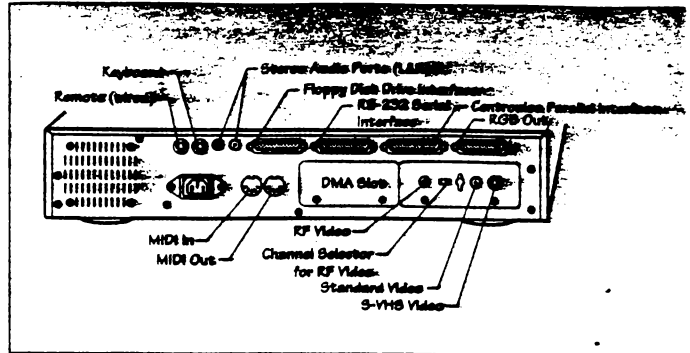 Keyboard
Stereo Audio Ports (L&R)
Remote (wired)
Floppy Disk Drive Interface
RS-232 Serial Interface
Centronics Parallel Interface
RGB Out
DMA Slot
MIDI In
MIDI Out
RF Video
Channel Selector
for RF Video
Standard Video
S-VHS Video